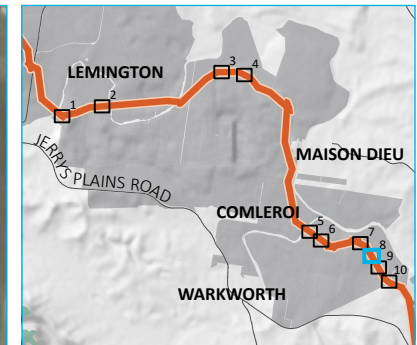 3 4
LEMINGTON
2
1
MAISON DIEU
JERRYS PLAINS ROAD
COMLEROI
5
6
7
8
9
10
WARKWORTH